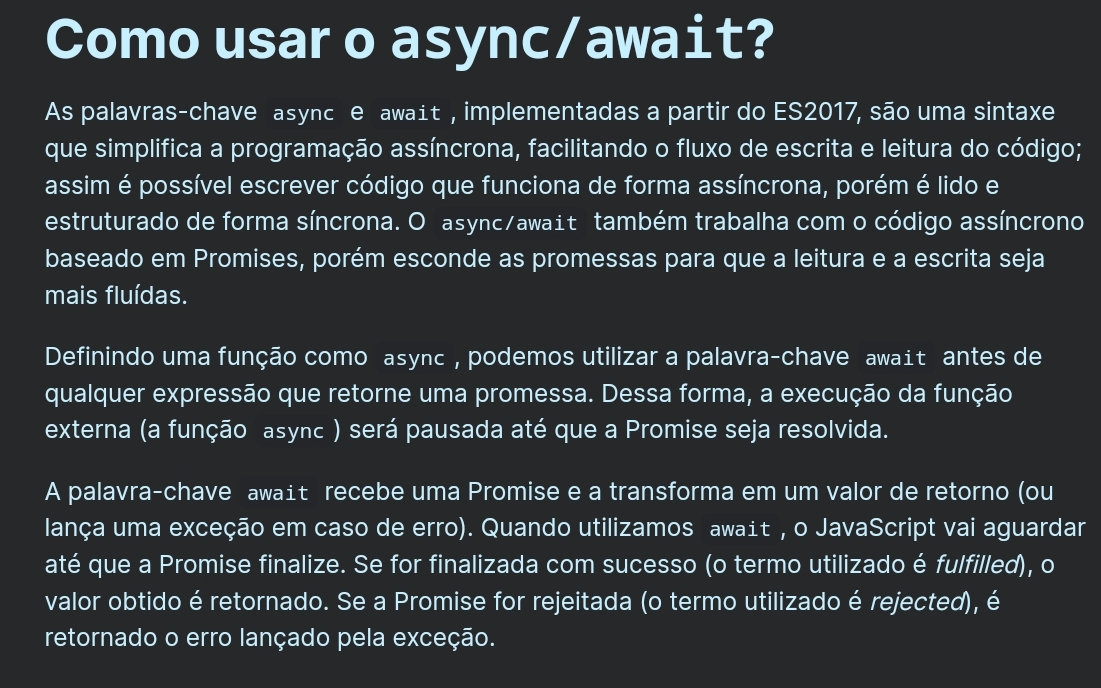 Como usar o async/await?
As palavras-chave async e await , implementadas a partir do ES2017, são uma sintaxe
que simplifica a programação assíncrona, facilitando o fluxo de escrita e leitura do código;
assim é possível escrever código que funciona de forma assíncrona, porém é lido e
estruturado de forma síncrona. O async/await também trabalha com o código assíncrono
baseado em Promises, porém esconde as promessas para que a leitura e a escrita seja
mais fluídas.
Definindo uma função como async , podemos utilizar a palavra-chave await antes de
qualquer expressão que retorne uma promessa. Dessa forma, a execução da função
externa (a função async ) será pausada até que a Promise seja resolvida.
A palavra-chave await recebe uma Promise e a transforma em um valor de retorno (ou
lança uma exceção em caso de erro). Quando utilizamos await , o JavaScript vai aguardar
até que a Promise finalize. Se for finalizada com sucesso (o termo utilizado é fulfilled), o
valor obtido é retornado. Se a Promise for rejeitada (o termo utilizado é rejected), é
retornado o erro lançado pela exceção.